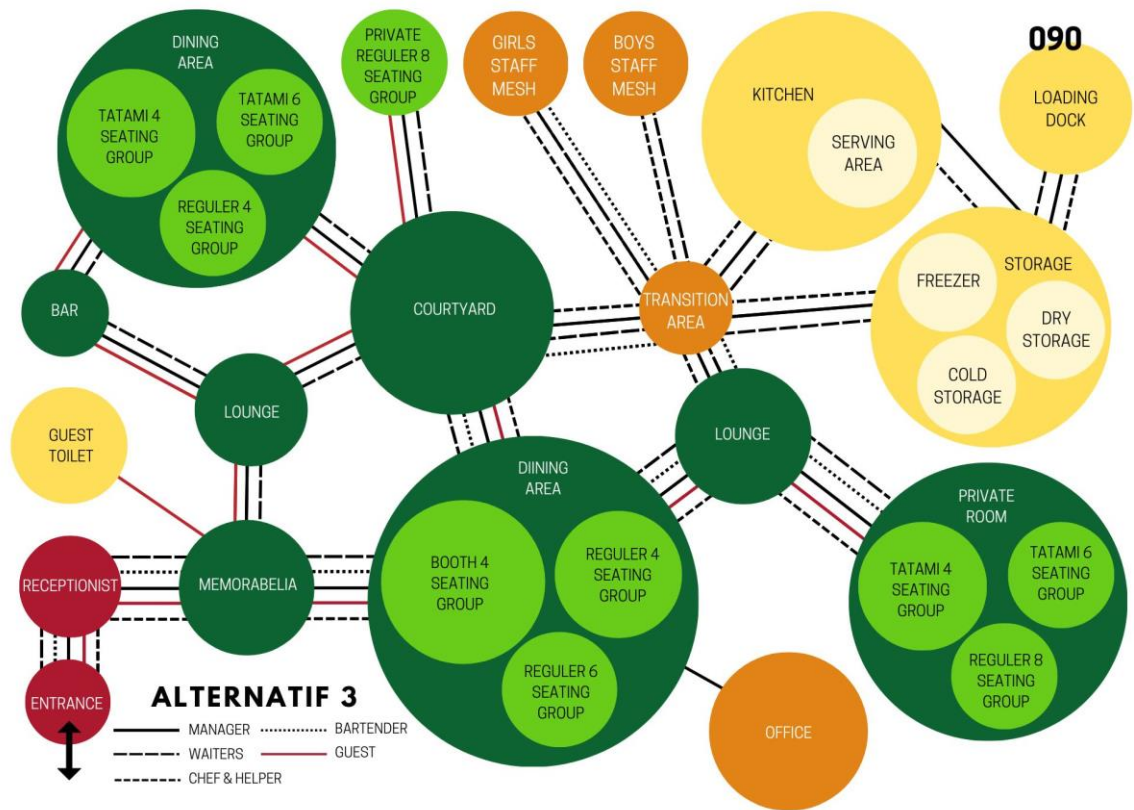 DINING
AREA
TATAMI 4
SEATING
GROUP
TATAMI 6
SEATING
GROUP
REGULER 4
SEATING
GROUP
PRIVATE
REGULER 8
SEATING
GROUP
GIRLS
STAFF
MESH
BOYS
STAFF
MESH
KITCHEN
SERVING
AREA
090
LOADING
DOCK
BAR
COURTYARD
TRANSITION
AREA
STORAGE
FREEZER
DRY
STORAGE
COLD
STORAGE
LOUNGE
GUEST
TOILET
LOUNGE
DIINING
AREA
BOOTH 4
SEATING
GROUP
REGULER 4
SEATING
GROUP
REGULER 6
SEATING
GROUP
PRIVATE
ROOM
TATAMI 4
SEATING
GROUP
TATAMI 6
SEATING
GROUP
REGULER 8
SEATING
GROUP
RECEPTIONIST
MEMORABELIA
ENTRANCE
OFFICE
ALTERNATIF 3
MANAGER
BARTENDER
WAITERS
GUEST
CHEF & HELPER